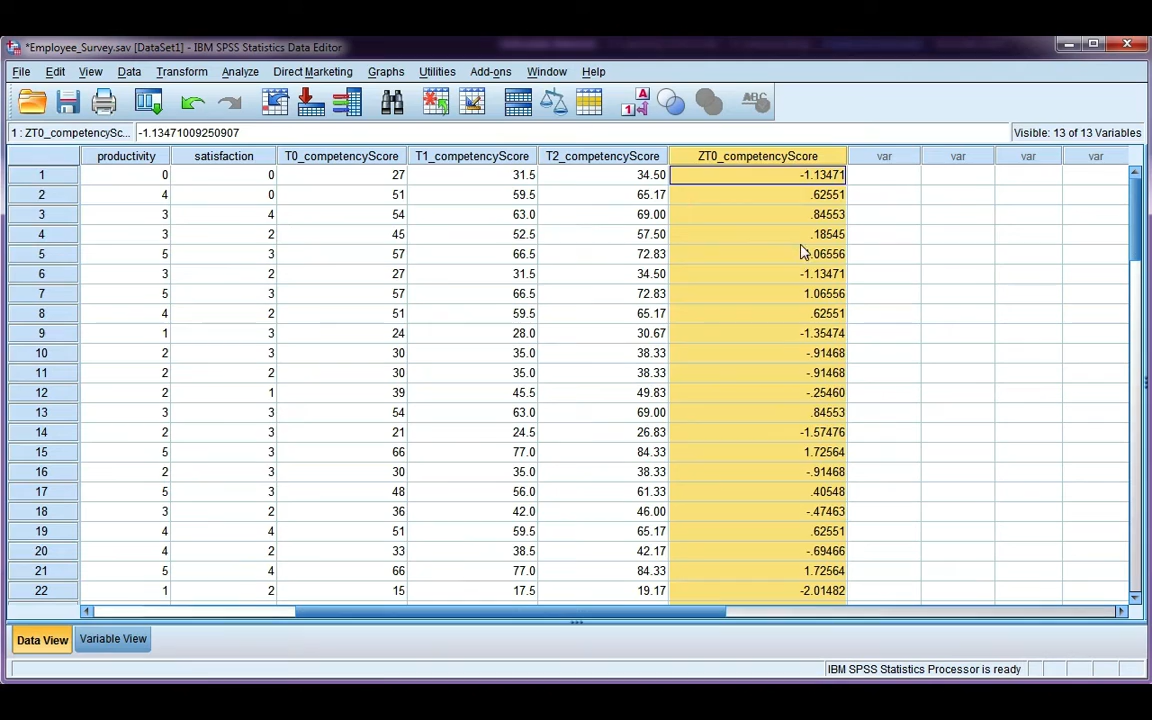 *Employee_Survey.sav [DataSet1] - IBM SPSS Statistics Data Editor
File Edit View Data Transform Analyze Direct Marketing Graphs Utilities Add-ons Window Help
1 : ZT0_competencySc... -1.13471009250907 Visible: 13 of 13 Variables
productivity satisfaction T0_competencyScore T1_competencyScore T2_competencyScore ZT0_competencyScore var var var var
1 0 0 27 31.5 34.50 -1.13471
2 4 0 51 59.5 65.17 .62551
3 3 4 54 63.0 69.00 .84553
4 3 2 45 52.5 57.50 .18545
5 5 3 57 66.5 72.83 .06556
6 3 2 27 31.5 34.50 -1.13471
7 5 3 57 66.5 72.83 1.06556
8 4 2 51 59.5 65.17 .62551
9 1 3 24 28.0 30.67 -1.35474
10 2 3 30 35.0 38.33 -.91468
11 2 2 30 35.0 38.33 -.91468
12 2 1 39 45.5 49.83 -.25460
13 3 3 54 63.0 69.00 .84553
14 2 3 21 24.5 26.83 -1.57476
15 5 3 66 77.0 84.33 1.72564
16 2 3 30 35.0 38.33 -.91468
17 5 3 48 56.0 61.33 .40548
18 3 2 36 42.0 46.00 -.47463
19 4 4 51 59.5 65.17 .62551
20 4 2 33 38.5 42.17 -.69466
21 5 4 66 77.0 84.33 1.72564
22 1 2 15 17.5 19.17 -2.01482
Data View Variable View
IBM SPSS Statistics Processor is ready